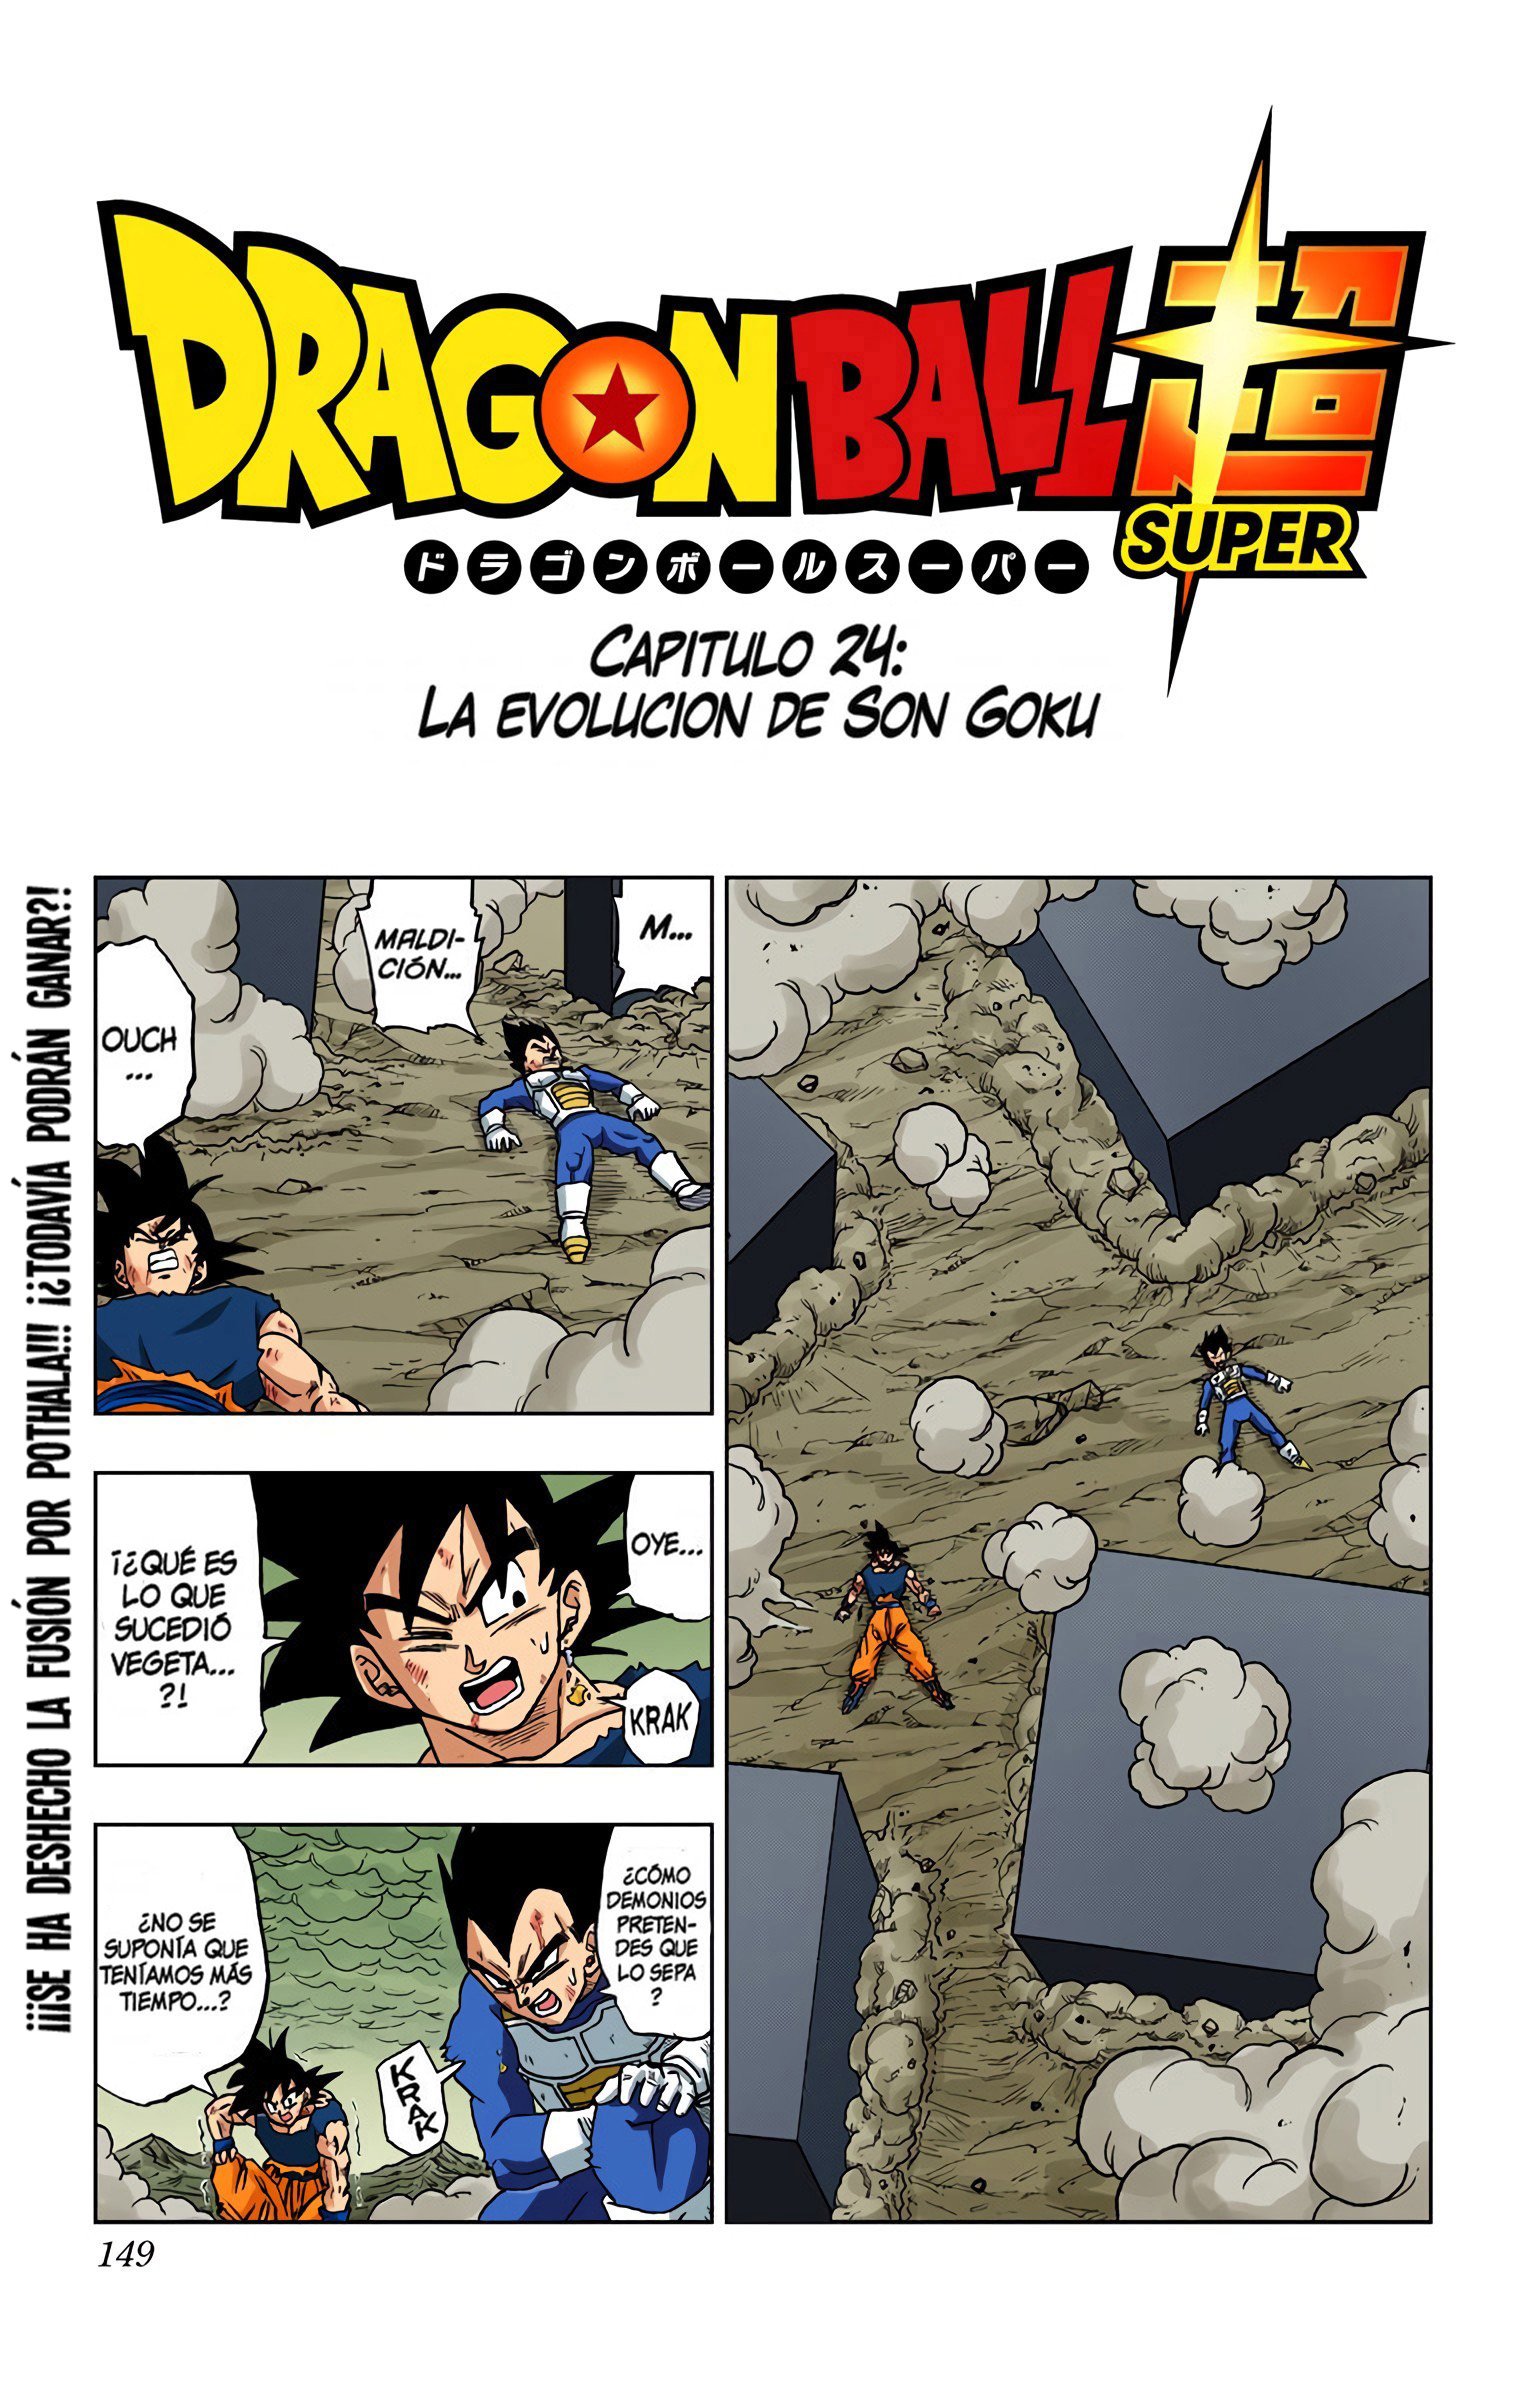 DRAGON BALL 超
SUPER
ドラゴンボールスーパー
CAPITULO 24:
LA EVOLUCION DE SON GOKU
M...
MALDI-
CIÓN...
OUCH
...
OYE...
¡¿QUÉ ES
LO QUE
SUCEDIÓ
VEGETA...
?!
KRAK
¿CÓMO
DEMONIOS
PRETEN-
DES QUE
LO SEPA
?
KRAK
¿NO SE
SUPONÍA QUE
TENÍAMOS MÁS
TIEMPO...?
¡¡¡SE HA DESHECHO LA FUSIÓN POR POTHALA!!! ¡¿TODAVÍA PODRÁN GANAR?!
149